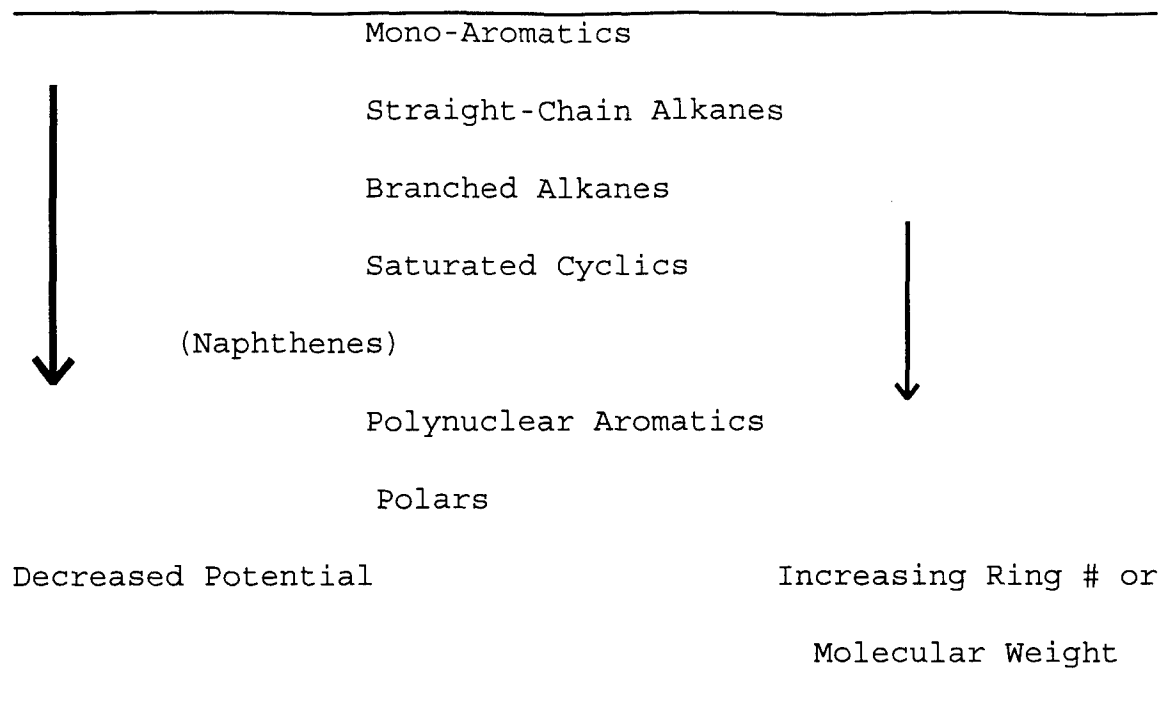 Mono-Aromatics
Straight-Chain Alkanes
Branched Alkanes
Saturated Cyclics
(Naphthenes)
Polynuclear Aromatics
Polars
Decreased Potential
Increasing Ring # or
Molecular Weight